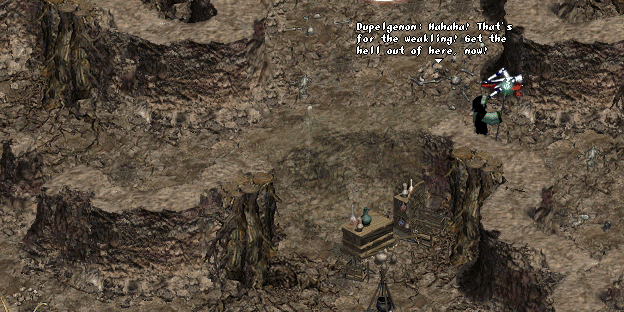 Dupelgenon: Hahaha! That's
for the weakling! Get the
hell out of here, now!